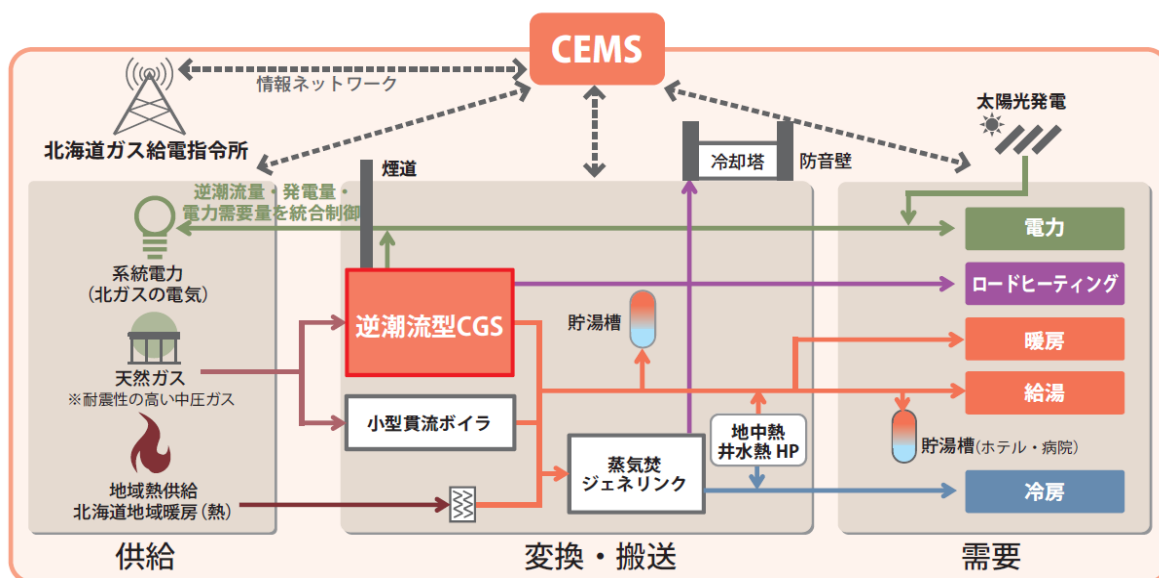 CEMS
情報ネットワーク
北海道ガス給電指令所
太陽光発電
冷却塔
防音壁
煙道
逆潮流量・発電量・
電力需要量を統合制御
系統電力
(北ガスの電気)
天然ガス
※耐震性の高い中圧ガス
地域熱供給
北海道地域暖房(熱)
供給
逆潮流型CGS
小型貫流ボイラ
貯湯槽
地中熱
井水熱 HP
蒸気焚
ジェネリンク
変換・搬送
電力
ロードヒーティング
暖房
給湯
貯湯槽(ホテル・病院)
冷房
需要